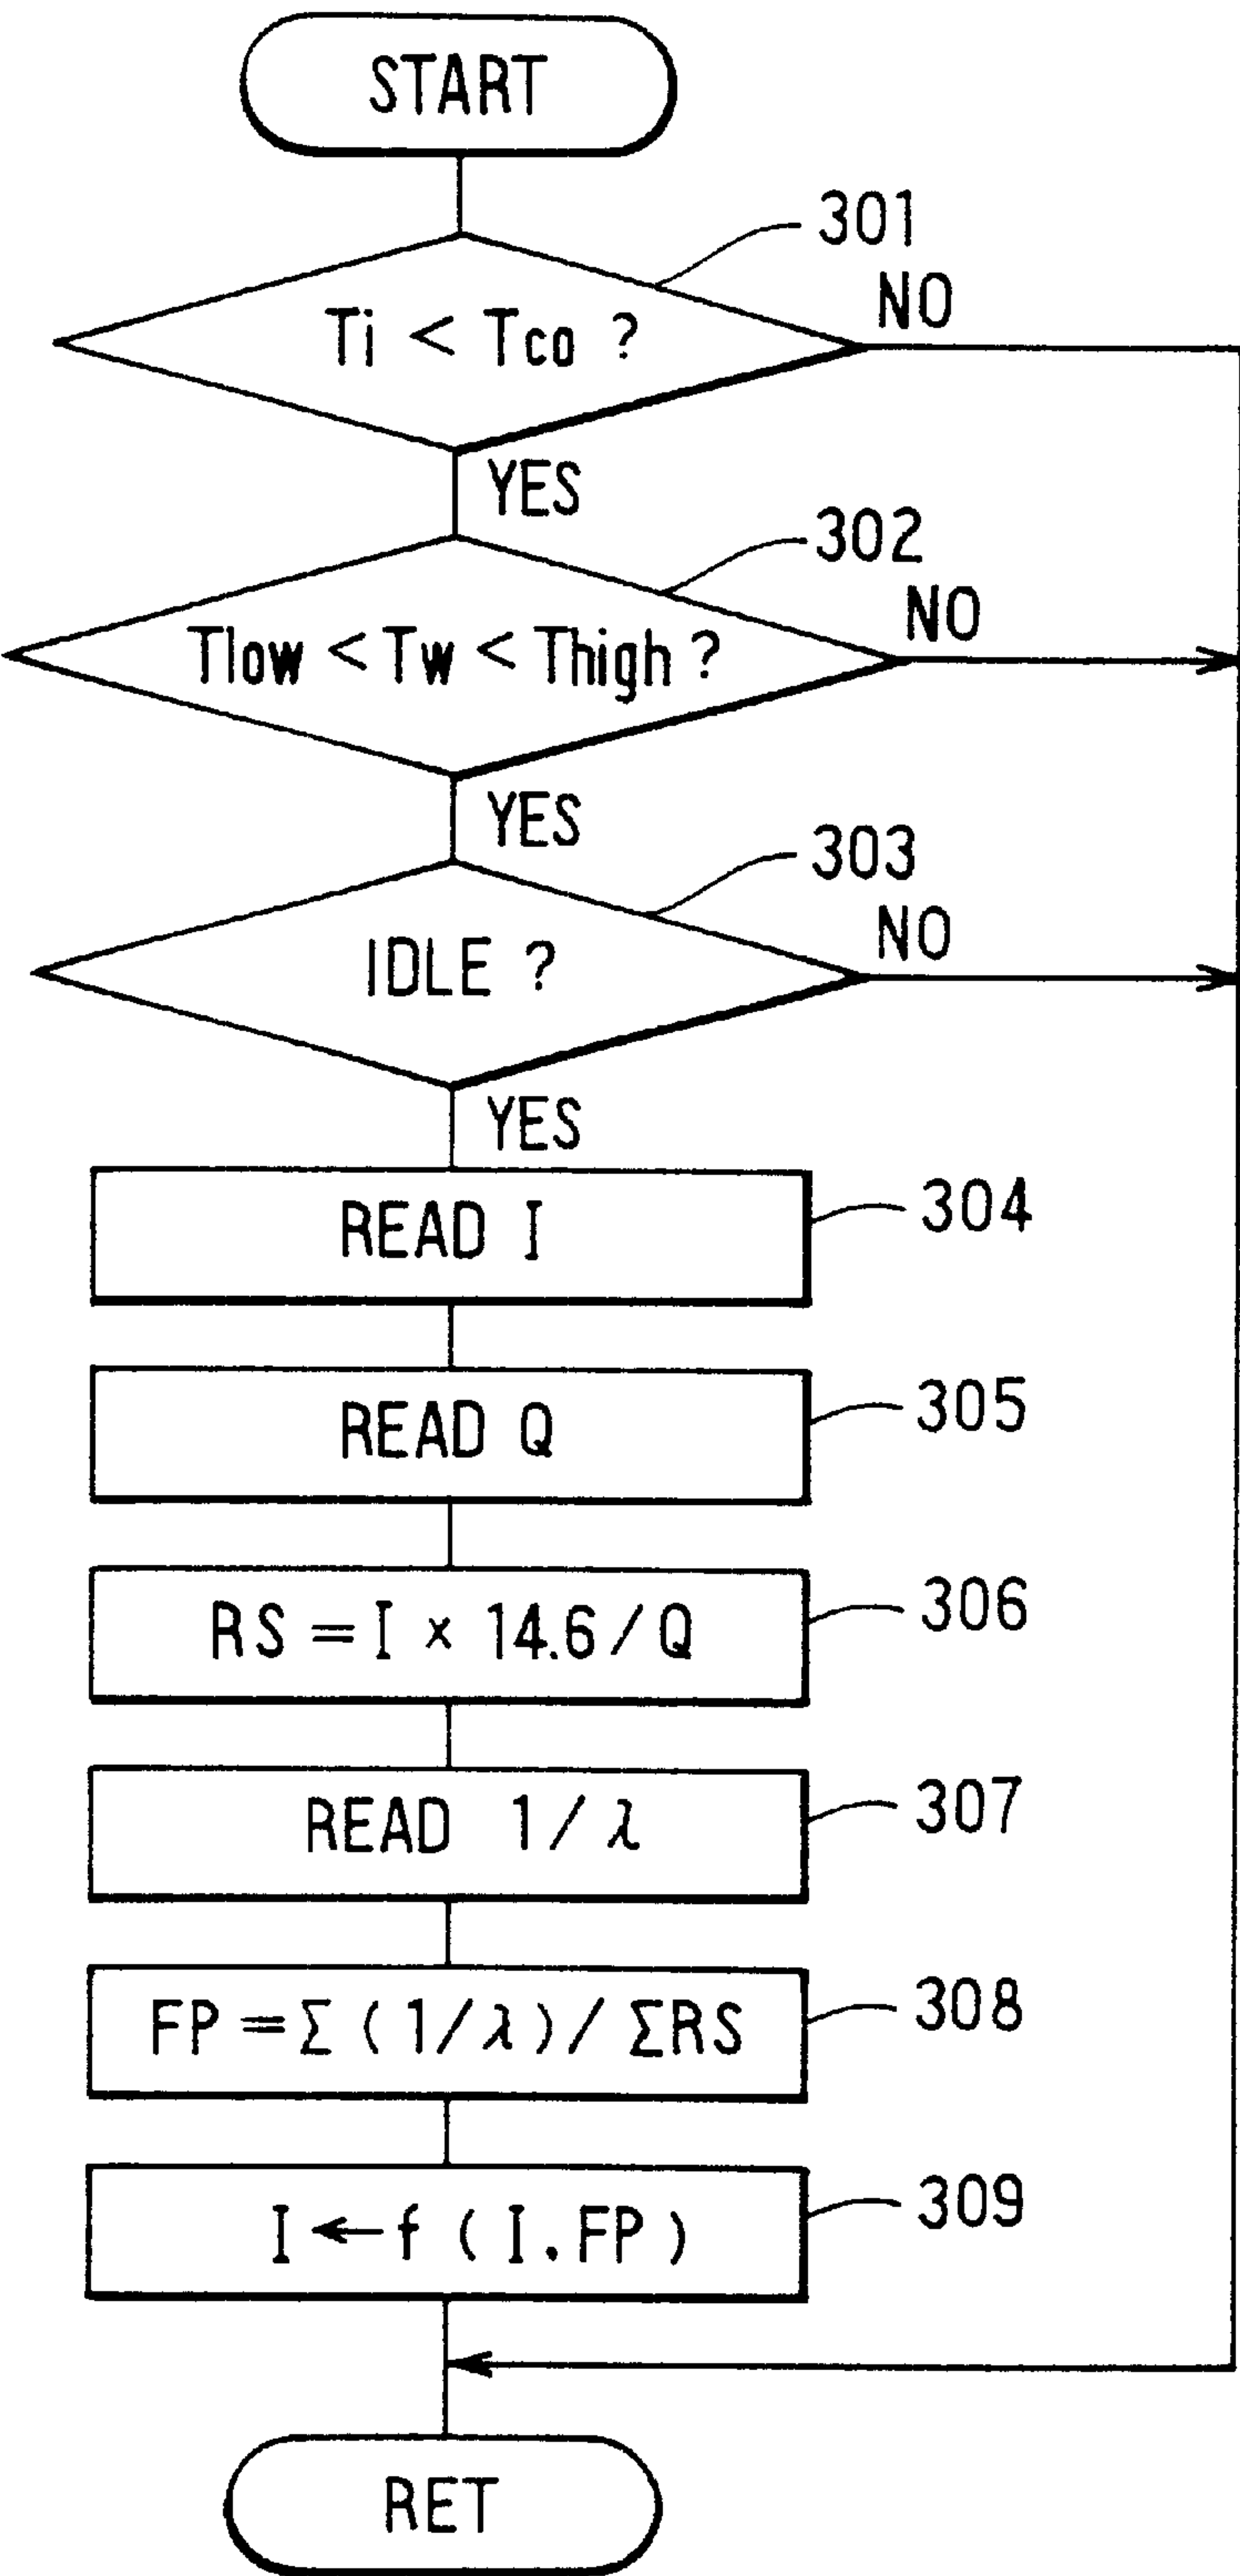 START
301
NO
Ti < Tco ?
YES
302
NO
Tlow < Tw < Thigh ?
YES
303
NO
IDLE ?
YES
READ I
304
READ Q
305
RS = I × 14.6 / Q
306
READ 1 / λ
307
FP = Σ ( 1 / λ ) / ΣRS
308
I ← f ( I . FP )
309
RET